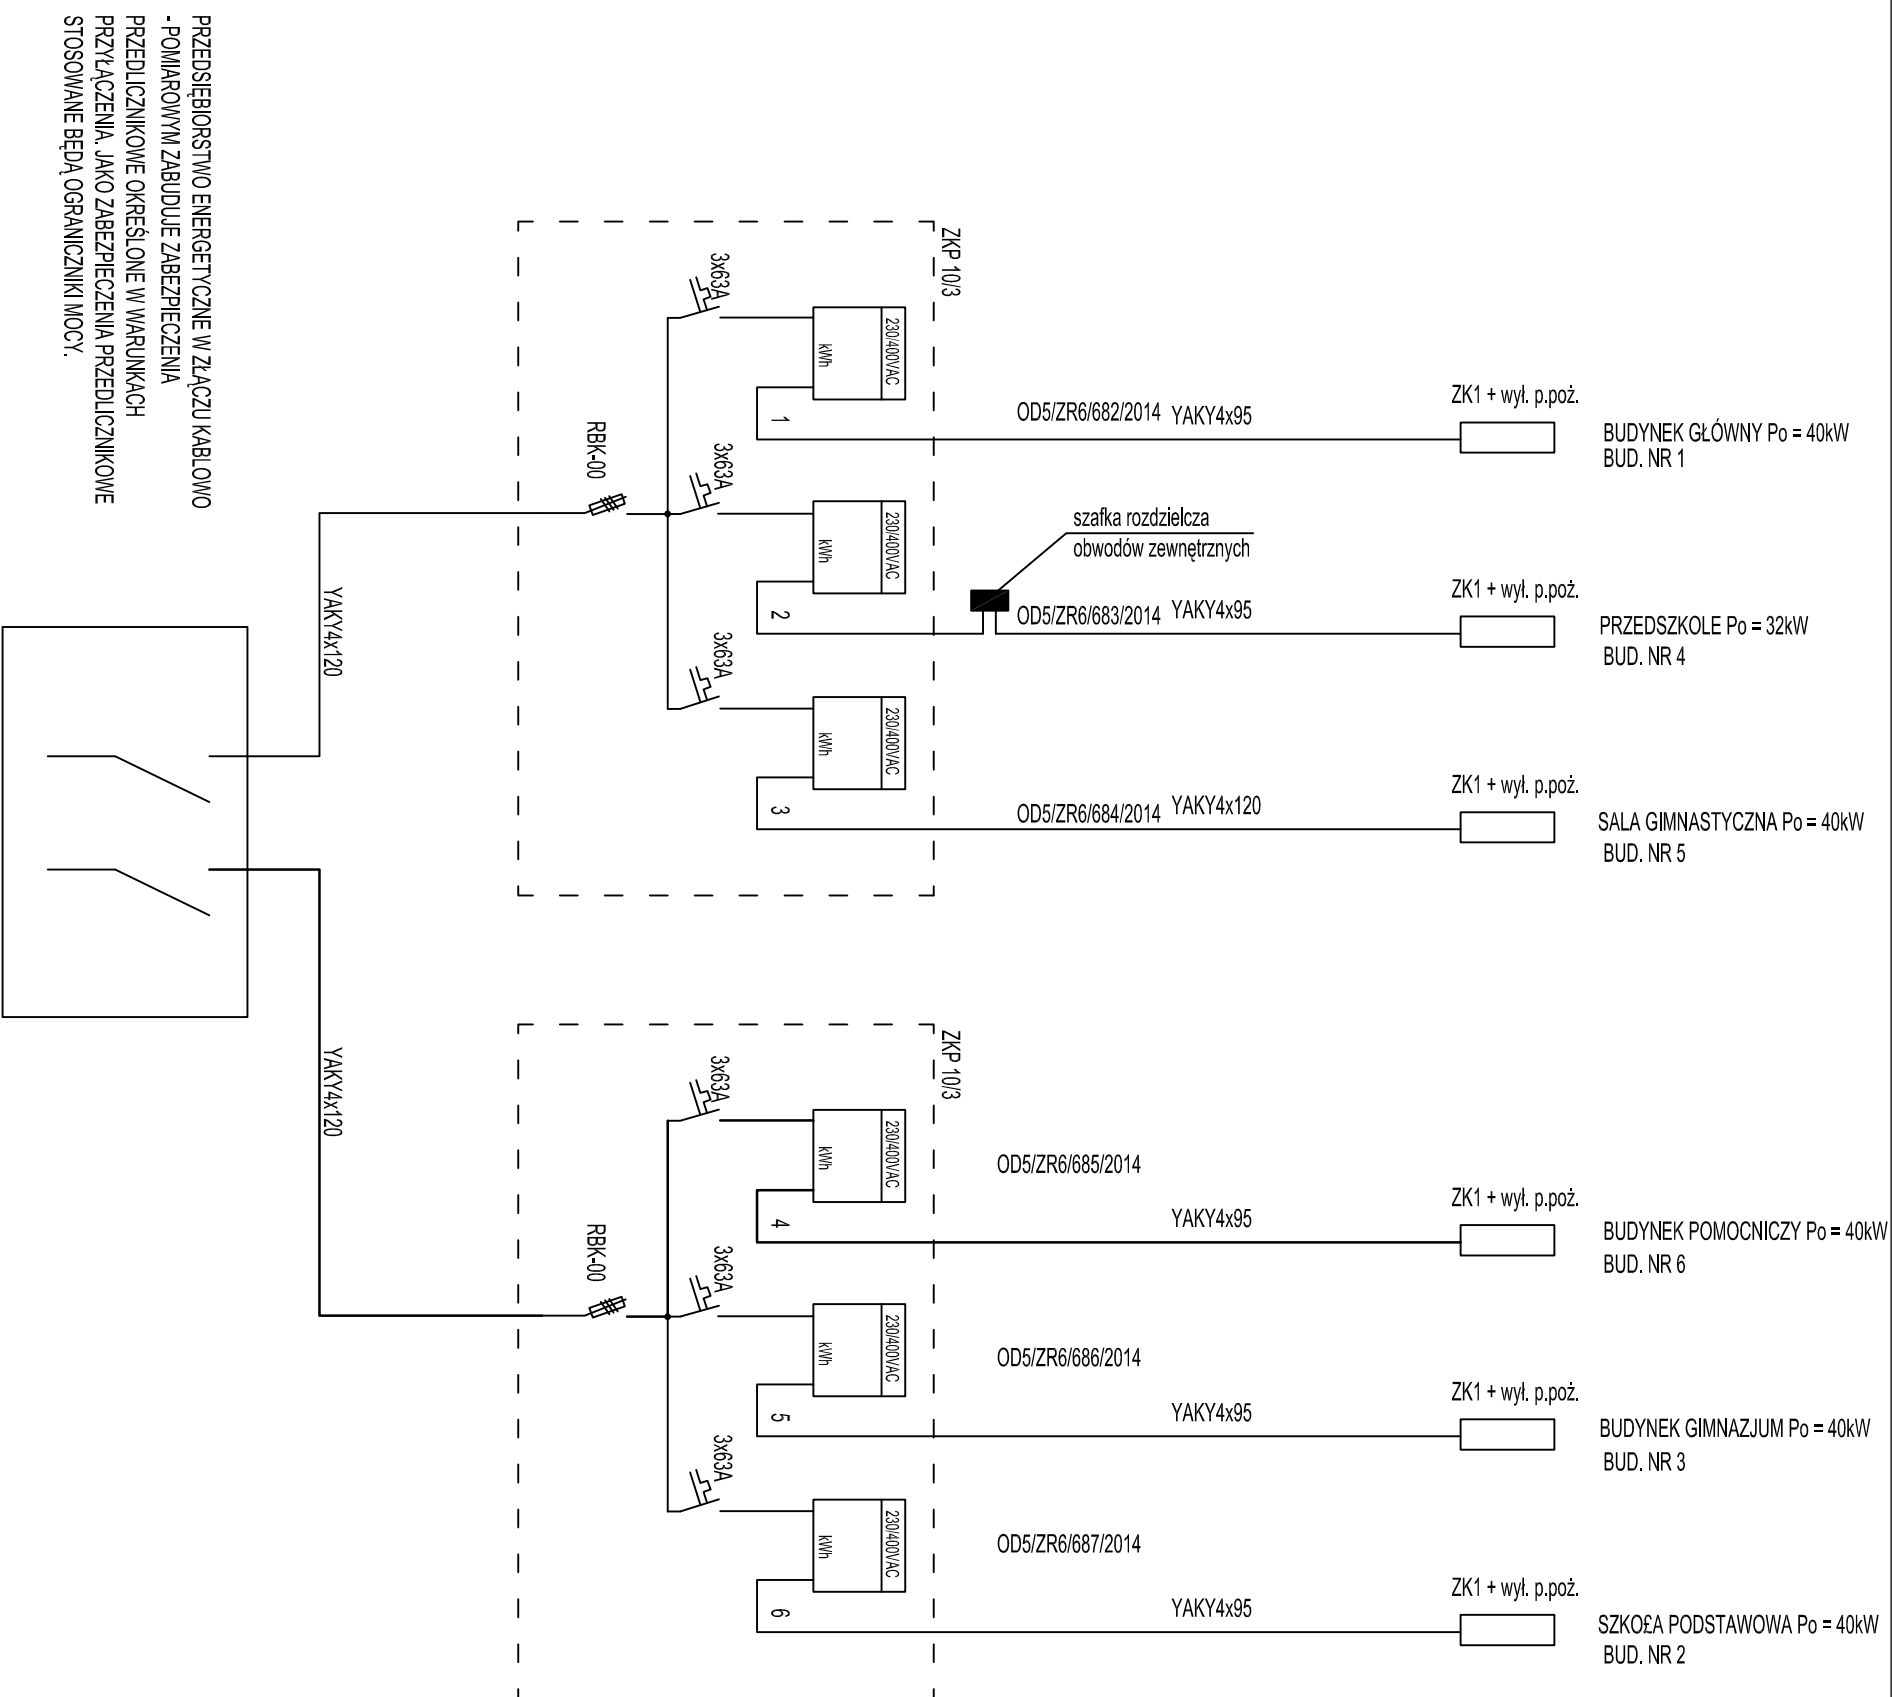 PRZEDSIĘBIORSTWO ENERGETYCZNE W ZŁĄCZU KABLOWO
- POMIAROWYM ZABUDUJE ZABEZPIECZENIA
PRZEDLICZNIKOWE OKREŚLONE W WARUNKACH
PRZYŁĄCZENIA. JAKO ZABEZPIECZENIA PRZEDLICZNIKOWE
STOSOWANE BĘDĄ OGRANICZNIKI MOCY.
ZKP 10/3
3x63A
230/400VAC
kWh
1
OD5/ZR6/682/2014 YAKY4x95
ZK1 + wył. p.poż.
BUDYNEK GŁÓWNY Po = 40kW
BUD. NR 1
RBK-00
3x63A
230/400VAC
kWh
2
szafka rozdzielcza
obwodów zewnętrznych
OD5/ZR6/683/2014 YAKY4x95
ZK1 + wył. p.poż.
PRZEDSZKOLE Po = 32kW
BUD. NR 4
YAKY4x120
3x63A
230/400VAC
kWh
3
OD5/ZR6/684/2014 YAKY4x120
ZK1 + wył. p.poż.
SALA GIMNASTYCZNA Po = 40kW
BUD. NR 5
YAKY4x120
ZKP 10/3
3x63A
230/400VAC
kWh
4
OD5/ZR6/685/2014
YAKY4x95
ZK1 + wył. p.poż.
BUDYNEK POMOCNICZY Po = 40kW
BUD. NR 6
RBK-00
3x63A
230/400VAC
kWh
5
OD5/ZR6/686/2014
YAKY4x95
ZK1 + wył. p.poż.
BUDYNEK GIMNAZJUM Po = 40kW
BUD. NR 3
3x63A
230/400VAC
kWh
6
OD5/ZR6/687/2014
YAKY4x95
ZK1 + wył. p.poż.
SZKO£A PODSTAWOWA Po = 40kW
BUD. NR 2